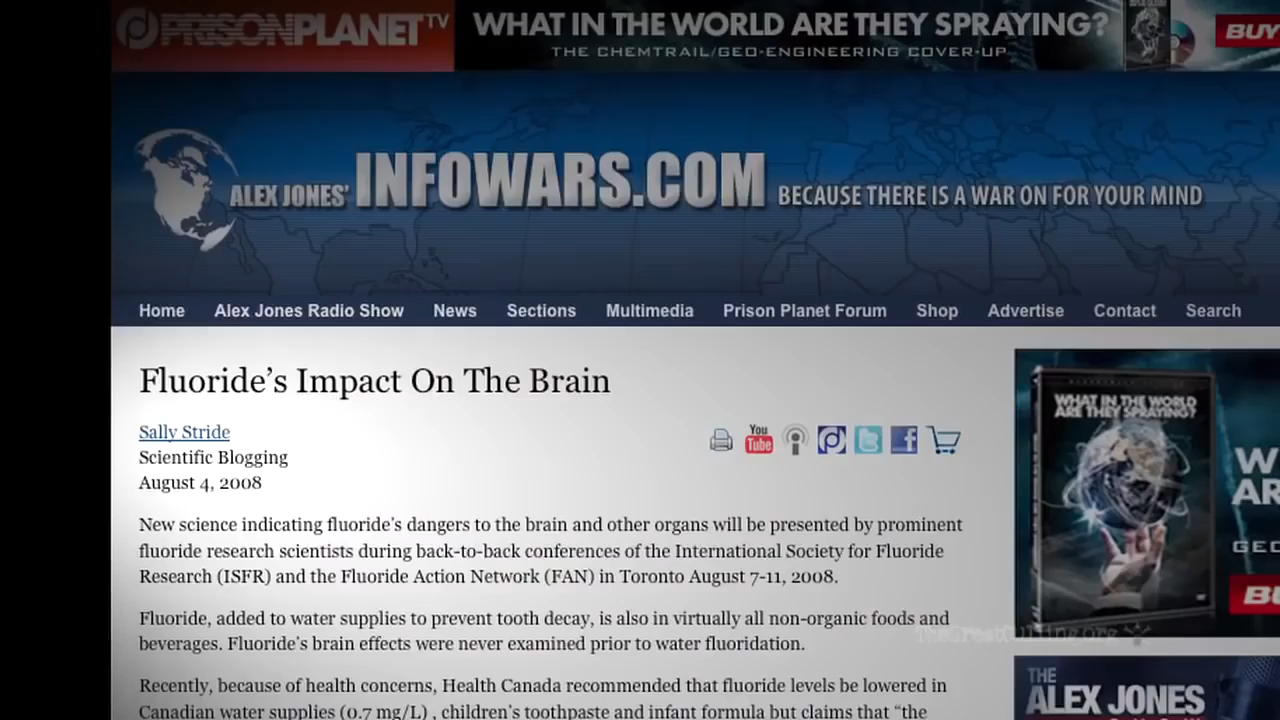 PRISONPLANET TV
WHAT IN THE WORLD ARE THEY SPRAYING?
THE CHEMTRAIL/GEO-ENGINEERING COVER-UP
BUY
ALEX JONES' INFOWARS.COM BECAUSE THERE IS A WAR ON FOR YOUR MIND
Home Alex Jones Radio Show News Sections Multimedia Prison Planet Forum Shop Advertise Contact Search
Fluoride's Impact On The Brain
Sally Stride
Scientific Blogging
August 4, 2008
You
Tube
New science indicating fluoride's dangers to the brain and other organs will be presented by prominent
fluoride research scientists during back-to-back conferences of the International Society for Fluoride
Research (ISFR) and the Fluoride Action Network (FAN) in Toronto August 7-11, 2008.
Fluoride, added to water supplies to prevent tooth decay, is also in virtually all non-organic foods and
beverages. Fluoride's brain effects were never examined prior to water fluoridation.
Recently, because of health concerns, Health Canada recommended that fluoride levels be lowered in
Canadian water supplies (0.7 mg/L) , children's toothpaste and infant formula but claims that "the
WHAT IN THE WORLD
ARE THEY SPRAYING?
W
AR
GEO
BU
TheGreatCulling.org
THE
ALEX JONES